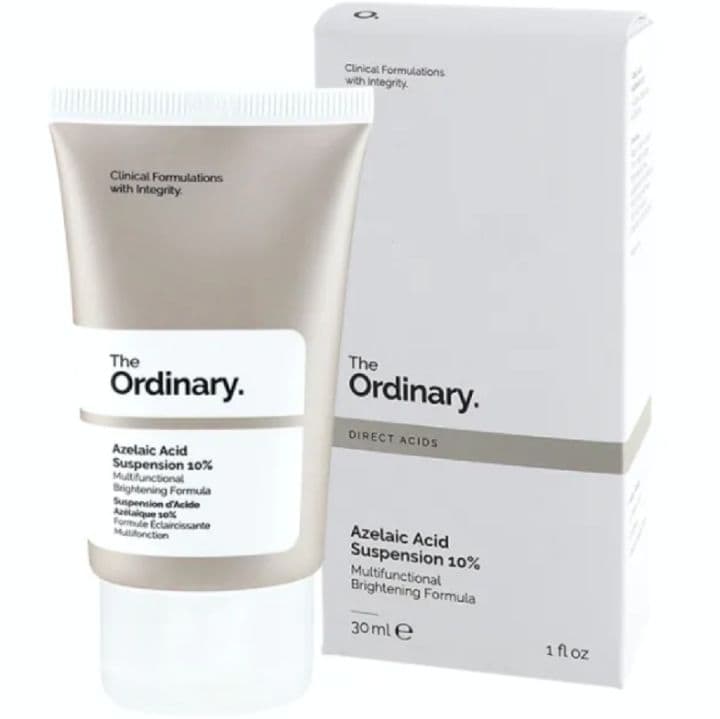 Clinical Formulations
with Integrity.
The
Ordinary.
Azelaic Acid
Suspension 10%
Multifunctional
Brightening Formula
Suspension d'Acide
Azélaïque 10%
Formule Éclaircissante
Multifonction
O.
Clinical Formulations
with Integrity.
The
Ordinary.
DIRECT ACIDS
Azelaic Acid
Suspension 10%
Multifunctional
Brightening Formula
30 ml ℮
1 fl oz